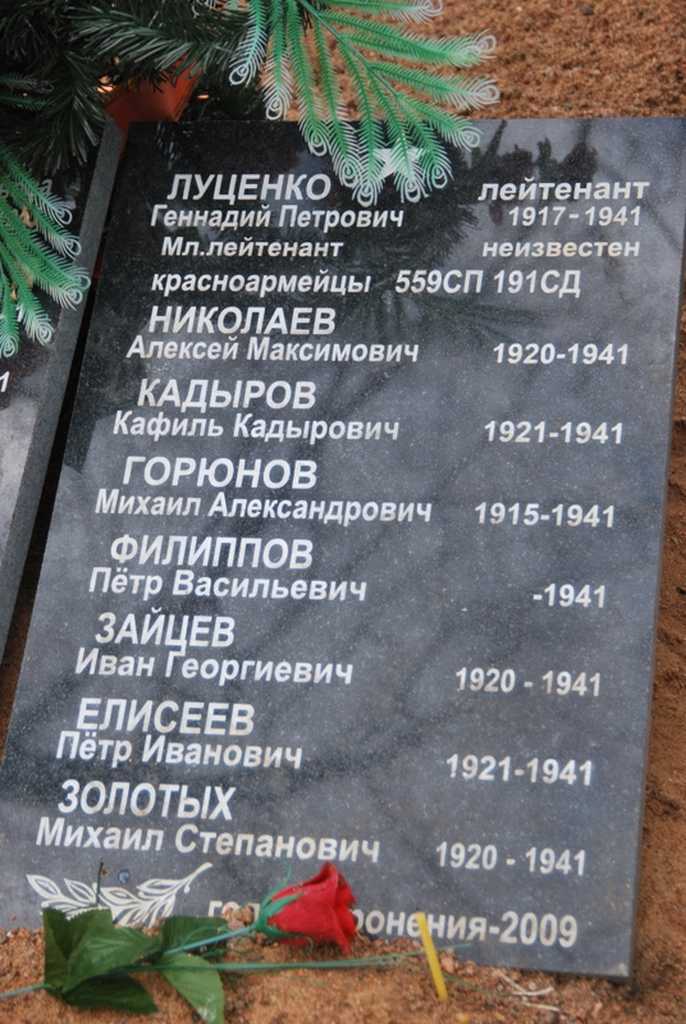 ЛУЦЕНКО лейтенант
Геннадий Петрович 1917-1941
Мл.лейтенант неизвестен
красноармейцы 559СП 191СД
НИКОЛАЕВ
Алексей Максимович 1920-1941
КАДЫРОВ
Кафиль Кадырович 1921-1941
ГОРЮНОВ
Михаил Александрович 1915-1941
ФИЛИППОВ
Пётр Васильевич -1941
ЗАЙЦЕВ
Иван Георгиевич 1920 - 1941
ЕЛИСЕЕВ
Пётр Иванович 1921-1941
ЗОЛОТЫХ
Михаил Степанович 1920 - 1941
-2009